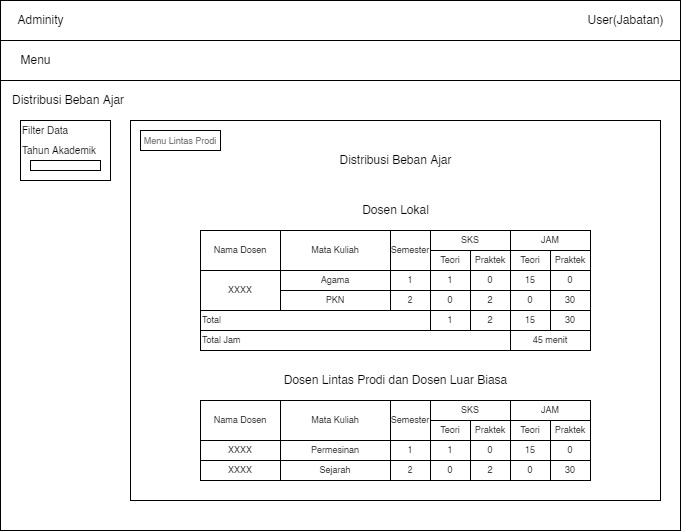 Adminity User(Jabatan)
Menu
Distribusi Beban Ajar
Filter Data
Tahun Akademik
Menu Lintas Prodi
Distribusi Beban Ajar
Dosen Lokal
Nama Dosen Mata Kuliah Semester SKS JAM
Teori Praktek Teori Praktek
XXXX Agama 1 1 0 15 0
PKN 2 0 2 0 30
Total 1 2 15 30
Total Jam 45 menit
Dosen Lintas Prodi dan Dosen Luar Biasa
Nama Dosen Mata Kuliah Semester SKS JAM
Teori Praktek Teori Praktek
XXXX Permesinan 1 1 0 15 0
XXXX Sejarah 2 0 2 0 30